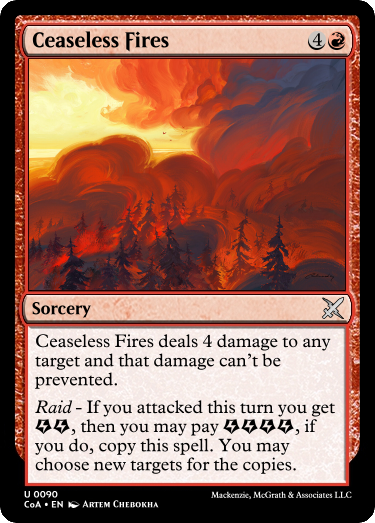 Ceaseless Fires 4
Sorcery
Ceaseless Fires deals 4 damage to any
target and that damage can't be
prevented.
Raid - If you attacked this turn you get
, then you may pay , if
you do, copy this spell. You may
choose new targets for the copies.
U 0090
CoA • EN Artem Chebokha
Mackenzie, McGrath & Associates LLC